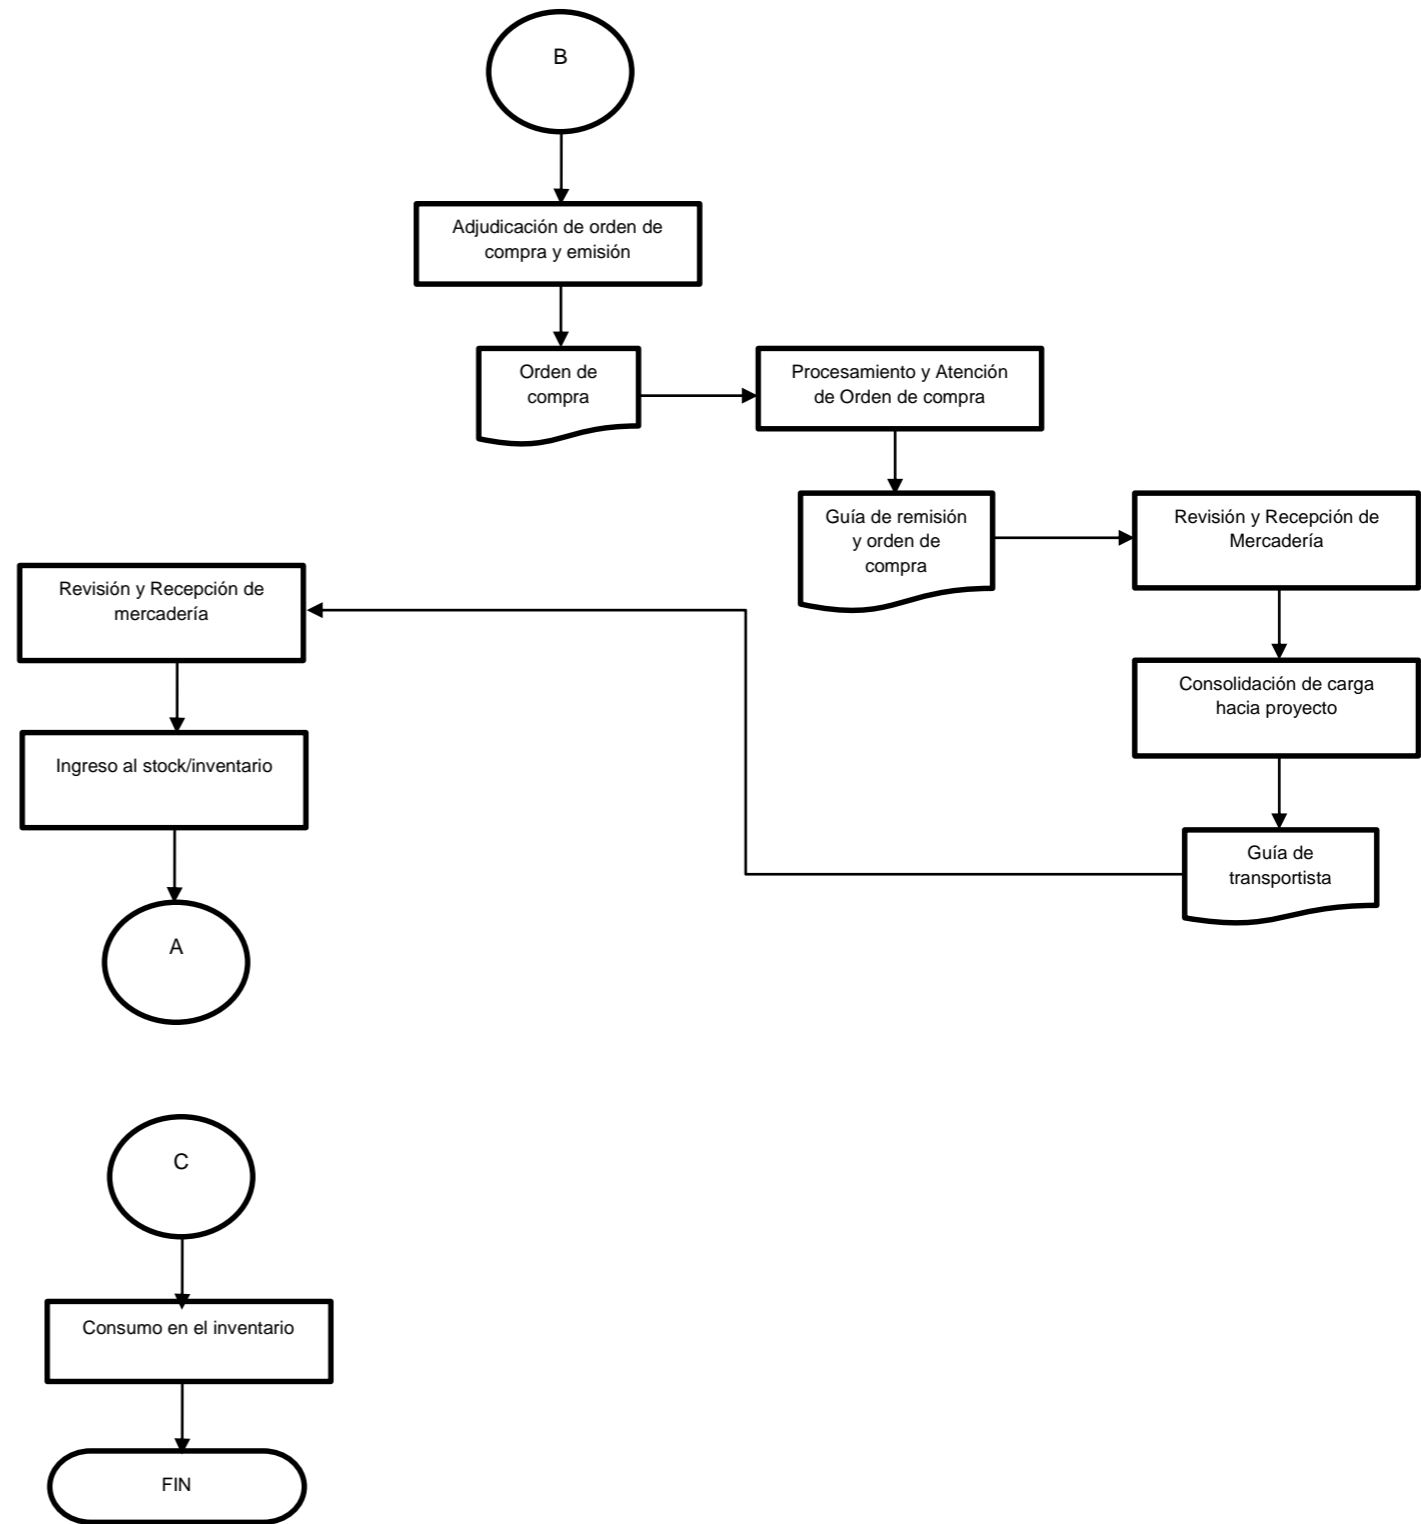 B
Adjudicación de orden de
compra y emisión
Orden de
compra
Procesamiento y Atención
de Orden de compra
Guía de remisión
y orden de
compra
Revisión y Recepción de
Mercadería
Consolidación de carga
hacia proyecto
Guía de
transportista
Revisión y Recepción de
mercadería
Ingreso al stock/inventario
A
C
Consumo en el inventario
FIN